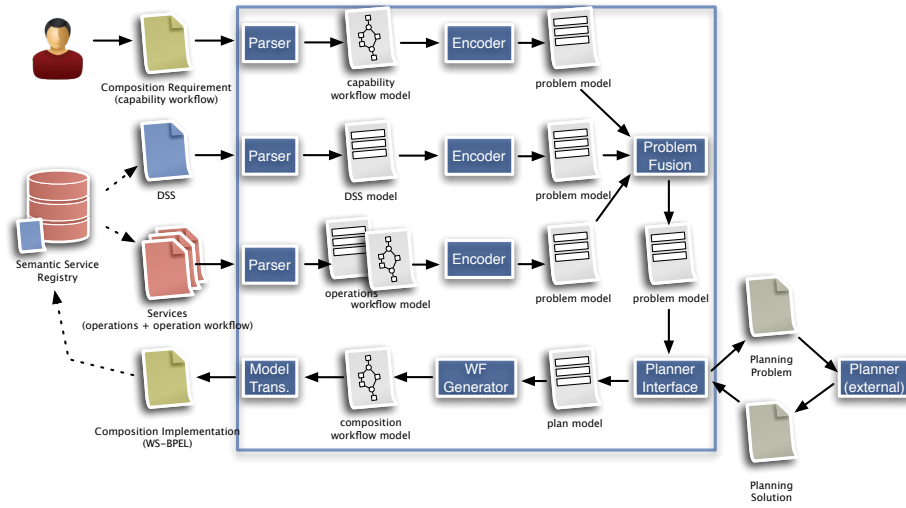 Parser
Encoder
capability
workflow model
problem model
Composition Requirement
(capability workflow)
Parser
Encoder
Problem
Fusion
DSS
DSS model
problem model
Semantic Service
Registry
Parser
Encoder
operations
workflow model
problem model
problem model
Services
(operations + operation workflow)
Model
Trans.
WF
Generator
Planner
Interface
Planning
Problem
Planner
(external)
Composition Implementation
(WS-BPEL)
composition
workflow model
plan model
Planning
Solution